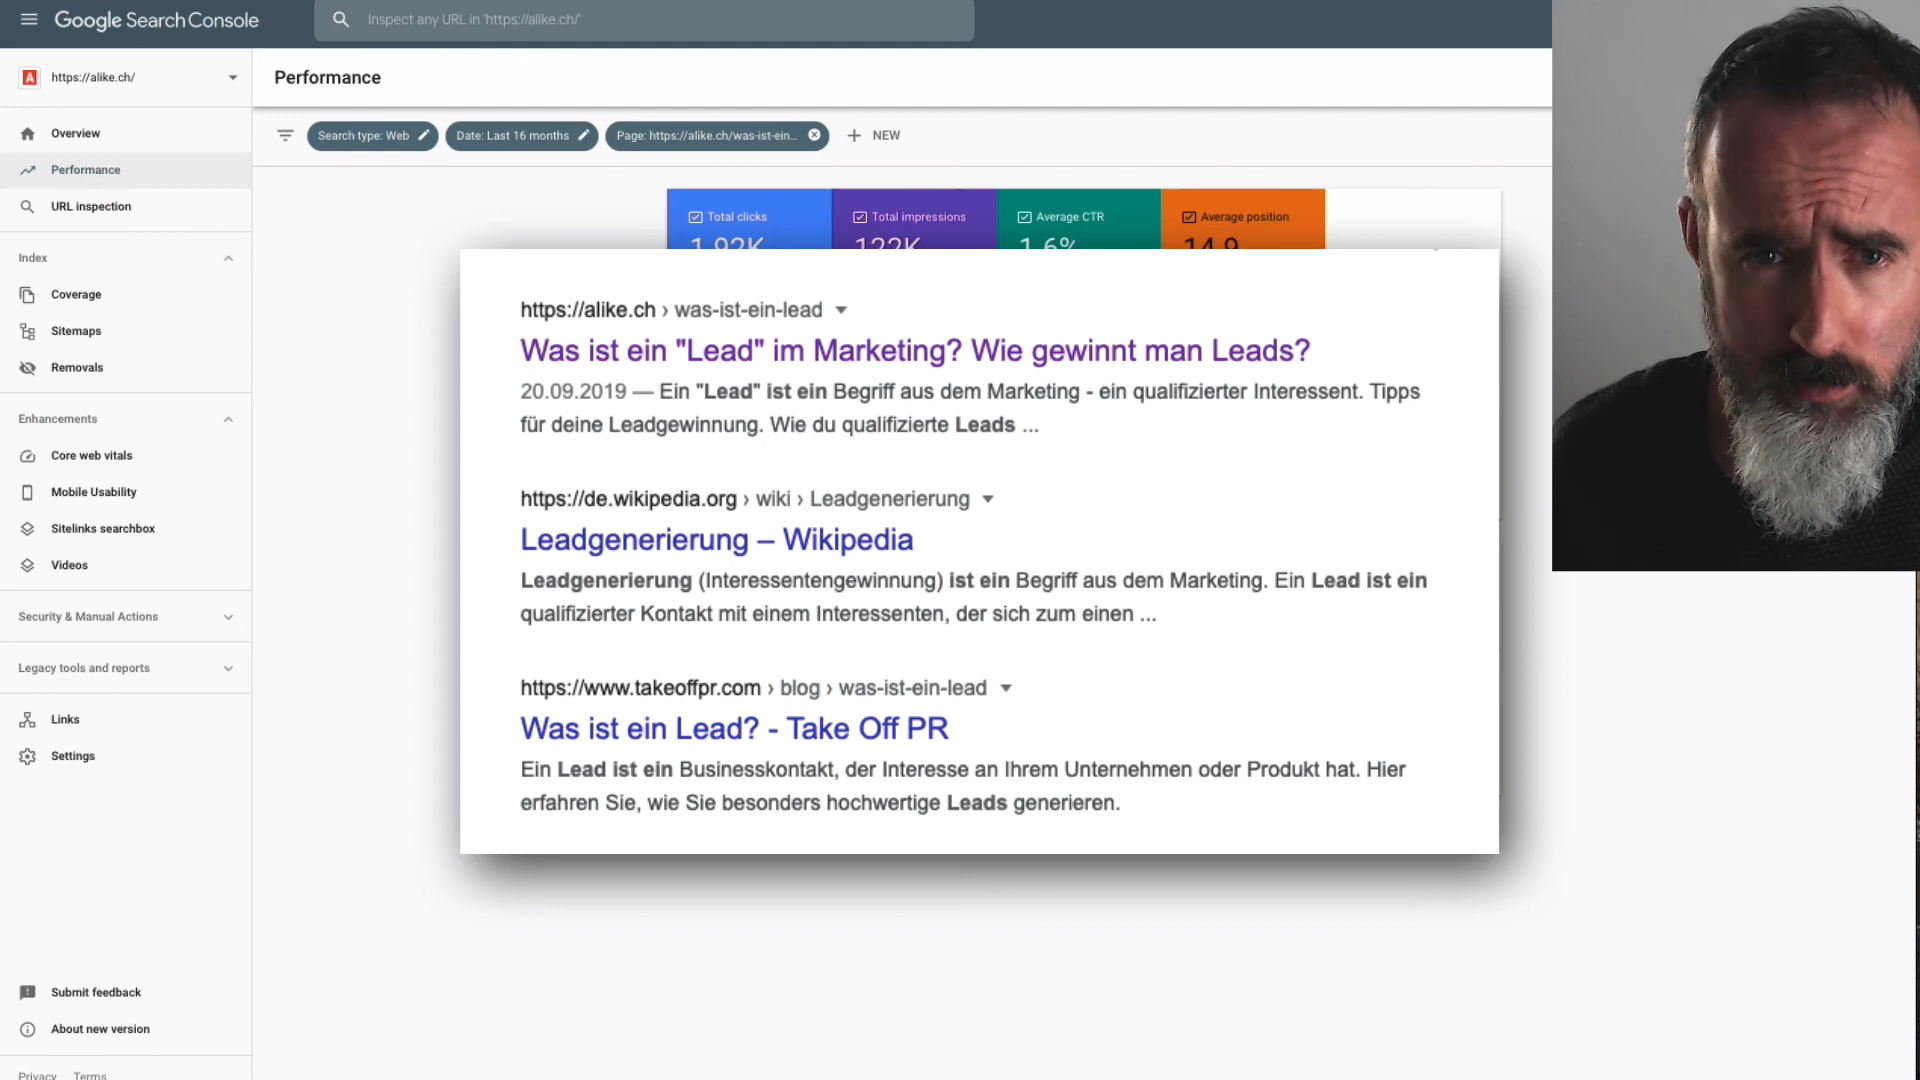 Google Search Console
Inspect any URL in 'https://alike.ch/'
https://alike.ch/
Performance
Overview
Performance
URL inspection
Index
Coverage
Sitemaps
Removals
Enhancements
Core web vitals
Mobile Usability
Sitelinks searchbox
Videos
Security & Manual Actions
Legacy tools and reports
Links
Settings
Submit feedback
About new version
Privacy Terms
Search type: Web
Date: Last 16 months
Page: https://alike.ch/was-ist-ein...
NEW
Total clicks
1.92K
Total impressions
122K
Average CTR
1.6%
Average position
14.9
https://alike.ch › was-ist-ein-lead
Was ist ein "Lead" im Marketing? Wie gewinnt man Leads?
20.09.2019 — Ein "Lead" ist ein Begriff aus dem Marketing - ein qualifizierter Interessent. Tipps
für deine Leadgewinnung. Wie du qualifizierte Leads ...
https://de.wikipedia.org › wiki › Leadgenerierung
Leadgenerierung – Wikipedia
Leadgenerierung (Interessentengewinnung) ist ein Begriff aus dem Marketing. Ein Lead ist ein
qualifizierter Kontakt mit einem Interessenten, der sich zum einen ...
https://www.takeoffpr.com › blog › was-ist-ein-lead
Was ist ein Lead? - Take Off PR
Ein Lead ist ein Businesskontakt, der Interesse an Ihrem Unternehmen oder Produkt hat. Hier
erfahren Sie, wie Sie besonders hochwertige Leads generieren.